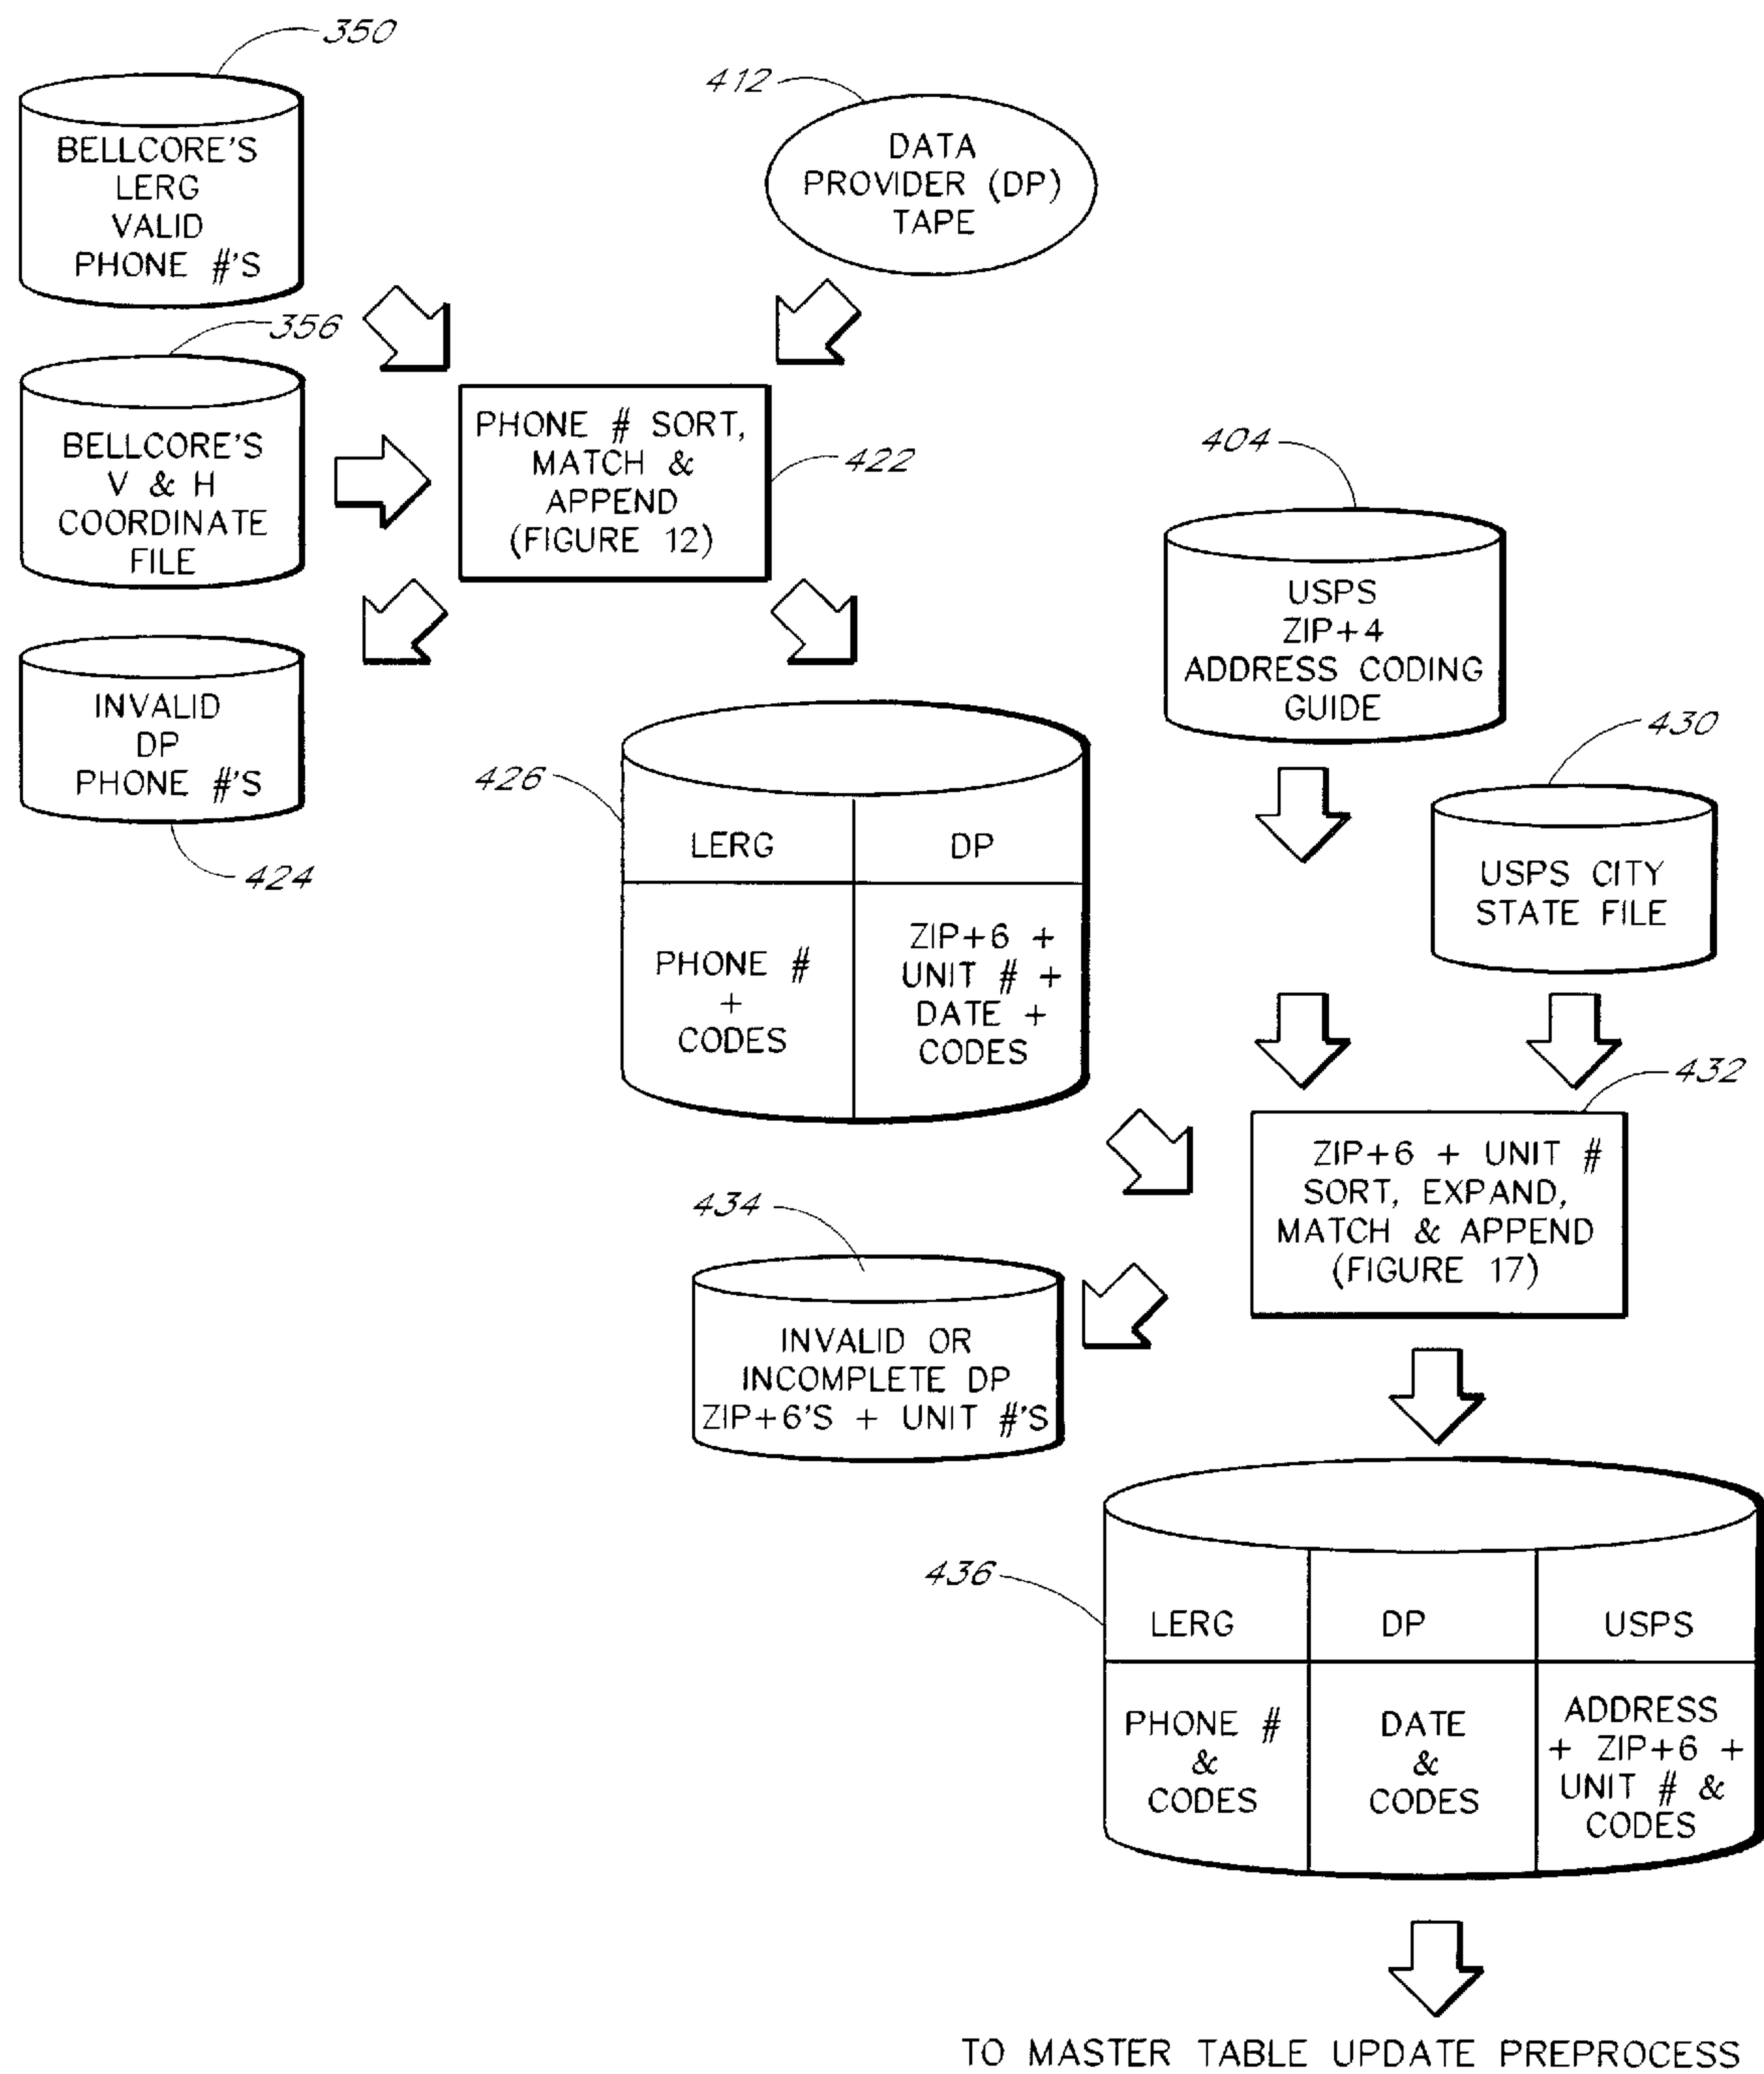 350
BELLCORE'S
LERG
VALID
PHONE #'S
412
DATA
PROVIDER (DP)
TAPE
356
BELLCORE'S
V & H
COORDINATE
FILE
PHONE # SORT,
MATCH &
APPEND
(FIGURE 12)
422
404
USPS
ZIP+4
ADDRESS CODING
GUIDE
INVALID
DP
PHONE #'S
424
426
LERG
DP
PHONE #
+
CODES
ZIP+6 +
UNIT # +
DATE +
CODES
430
USPS CITY
STATE FILE
432
ZIP+6 + UNIT #
SORT, EXPAND,
MATCH & APPEND
(FIGURE 17)
434
INVALID OR
INCOMPLETE DP
ZIP+6'S + UNIT #'S
436
LERG
DP
USPS
PHONE #
&
CODES
DATE
&
CODES
ADDRESS
+ ZIP+6 +
UNIT # &
CODES
TO MASTER TABLE UPDATE PREPROCESS